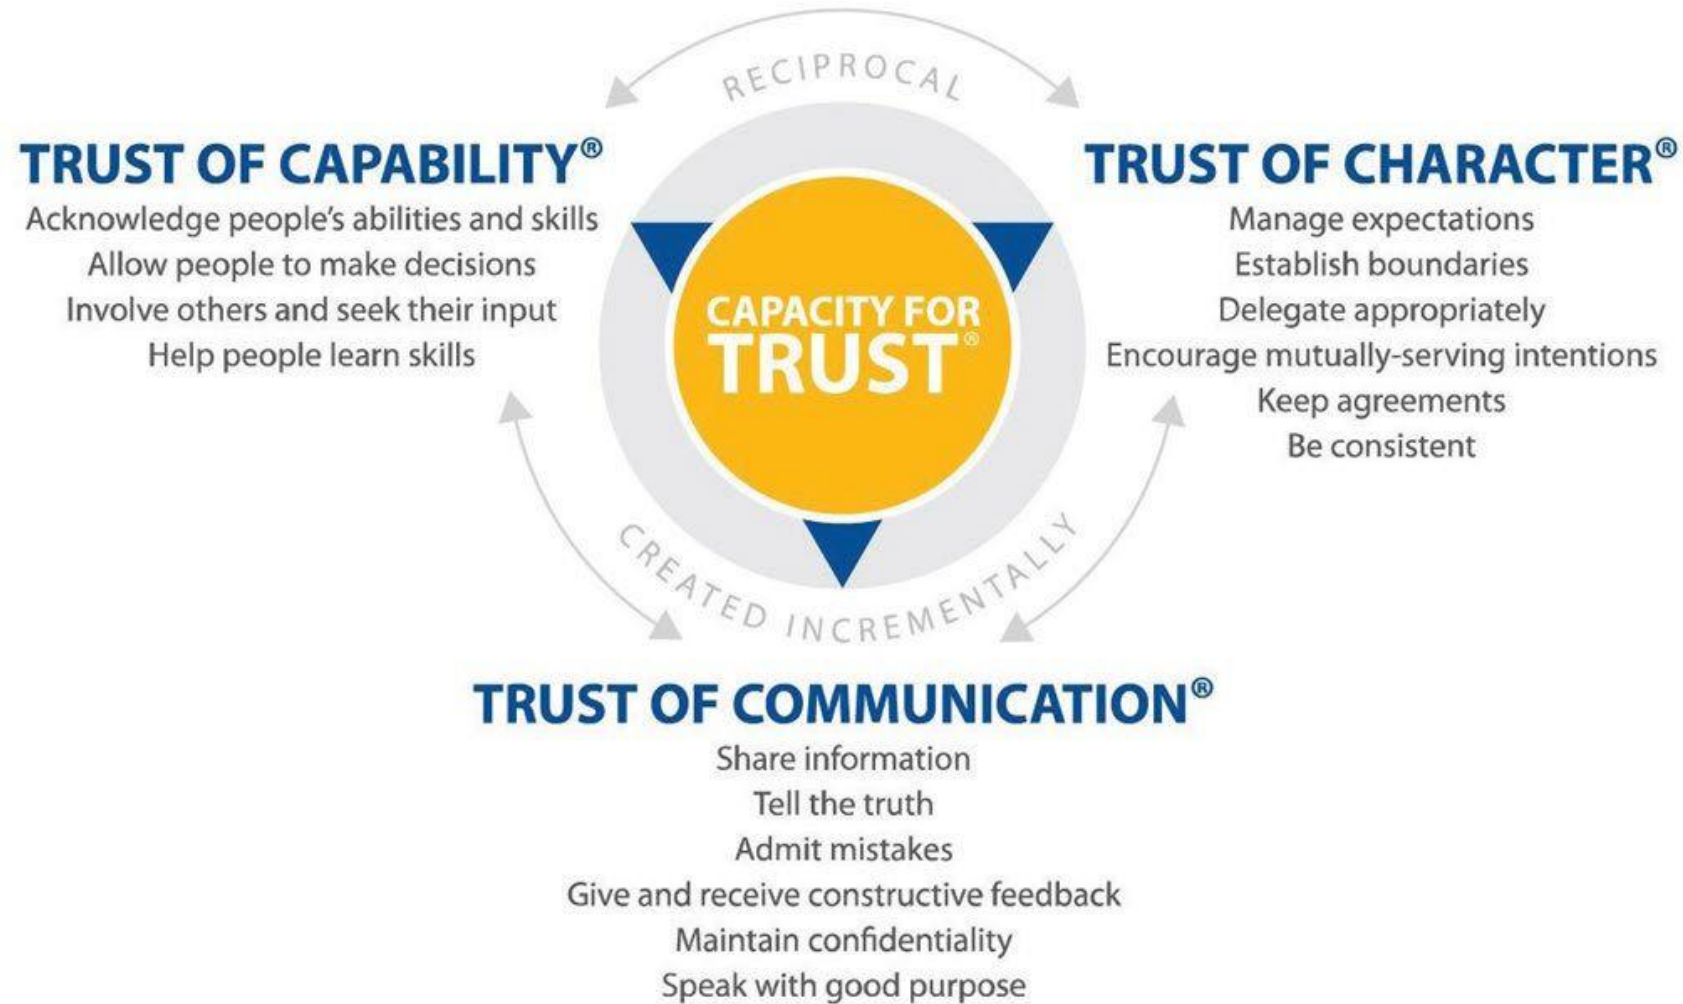 RECIPROCAL
TRUST OF CAPABILITY®
Acknowledge people’s abilities and skills
Allow people to make decisions
Involve others and seek their input
Help people learn skills
TRUST OF CHARACTER®
Manage expectations
Establish boundaries
Delegate appropriately
Encourage mutually-serving intentions
Keep agreements
Be consistent
CAPACITY FOR
TRUST®
CREATED INCREMENTALLY
TRUST OF COMMUNICATION®
Share information
Tell the truth
Admit mistakes
Give and receive constructive feedback
Maintain confidentiality
Speak with good purpose